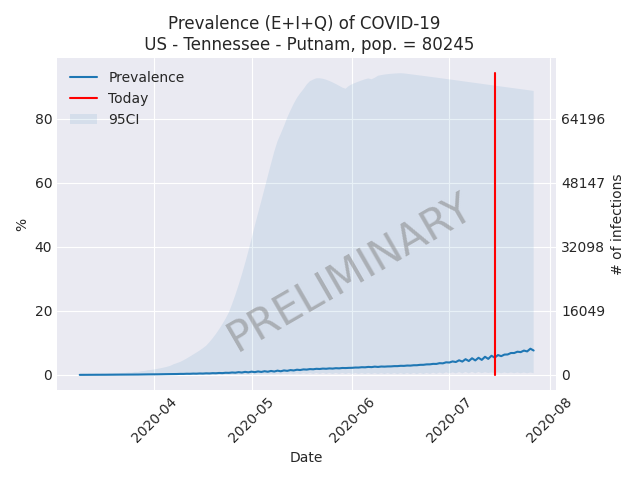 Prevalence (E+I+Q) of COVID-19
US - Tennessee - Putnam, pop. = 80245
Prevalence
Today
95CI
80
60
40
20
0
%
64196
48147
32098
16049
0
# of infections
PRELIMINARY
2020-04
2020-05
2020-06
2020-07
2020-08
Date